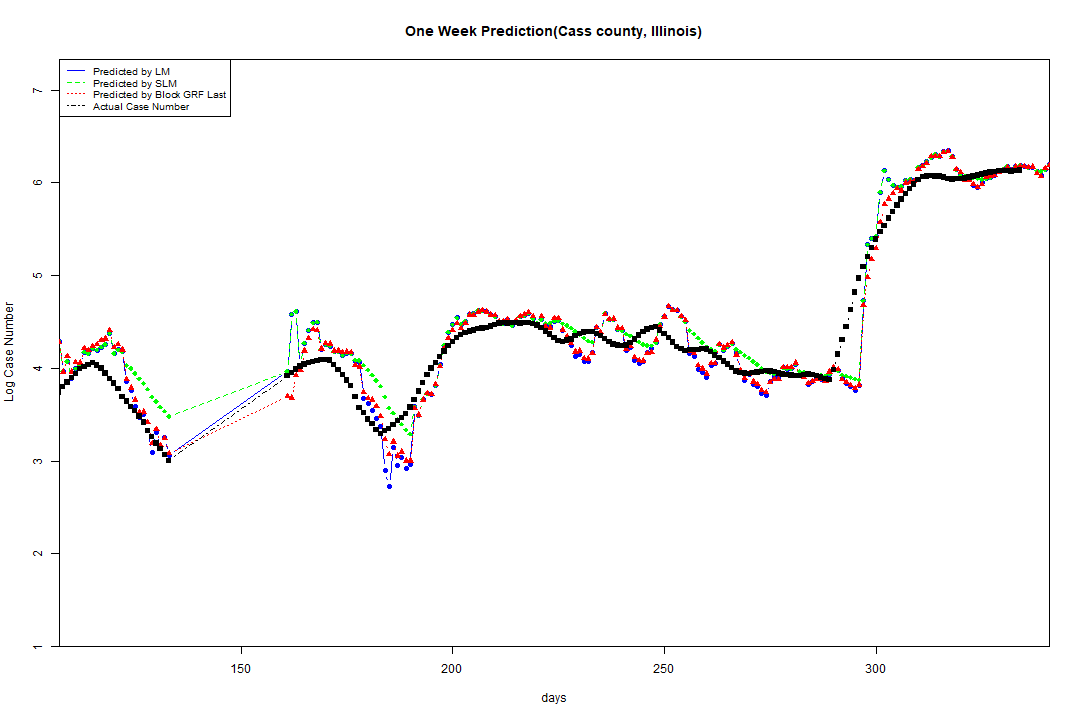 One Week Prediction(Cass county, Illinois)
Predicted by LM
Predicted by SLM
Predicted by Block GRF Last
Actual Case Number
7
6
5
4
3
2
1
Log Case Number
150 200 250 300
days